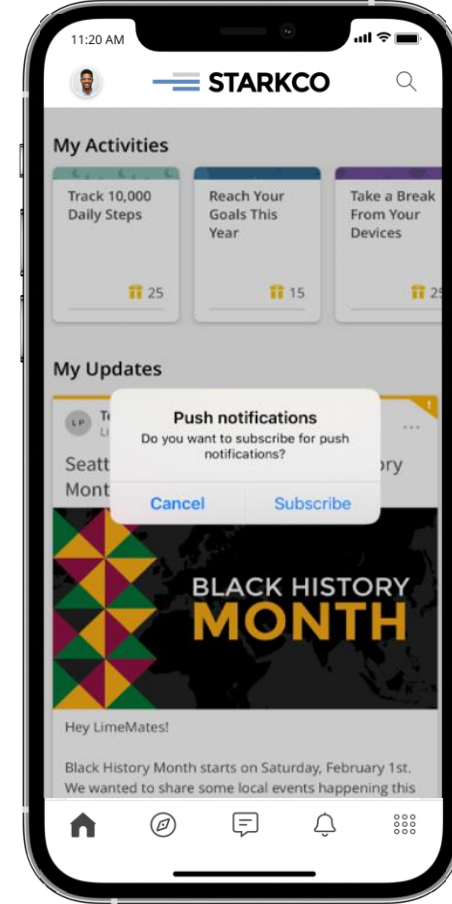 11:20 AM
STARKCO
My Activities
Track 10,000
Daily Steps
25
Reach Your
Goals This
Year
15
Take a Break
From Your
Devices
My Updates
LP
Push notifications
Do you want to subscribe for push
notifications?
Cancel
Subscribe
Seatt
Mont
BLACK HISTORY
MONTH
Hey LimeMates!
Black History Month starts on Saturday, February 1st.
We wanted to share some local events happening this